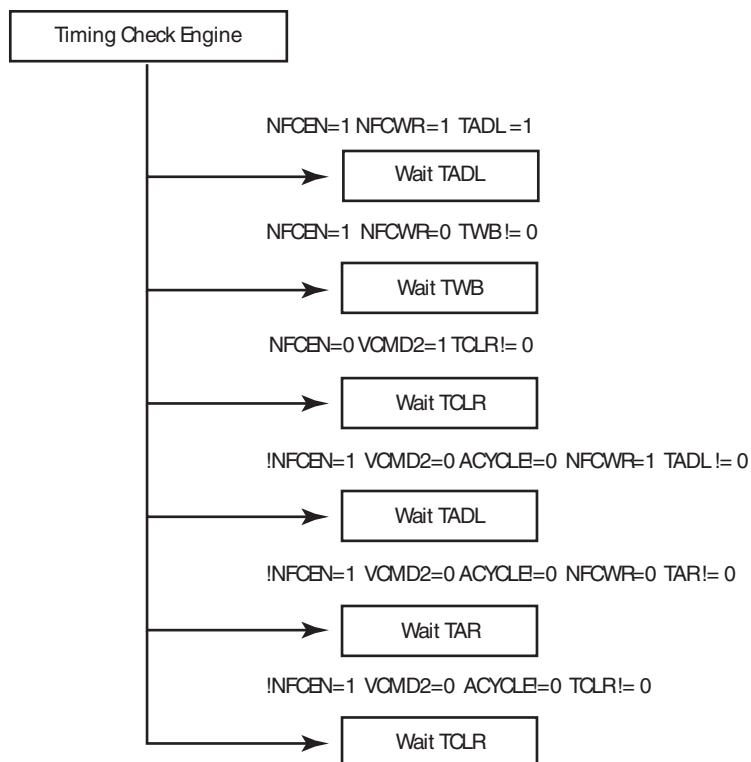 Timing Check Engine
NFCEN=1 NFCWR=1 TADL=1
Wait TADL
NFCEN=1 NFCWR=0 TWB != 0
Wait TWB
NFCEN=0 VCMD2=1 TCLR != 0
Wait TCLR
!NFCEN=1 VCMD2=0 ACYCLE!=0 NFCWR=1 TADL != 0
Wait TADL
!NFCEN=1 VCMD2=0 ACYCLE!=0 NFCWR=0 TAR != 0
Wait TAR
!NFCEN=1 VCMD2=0 ACYCLE!=0 TCLR != 0
Wait TCLR